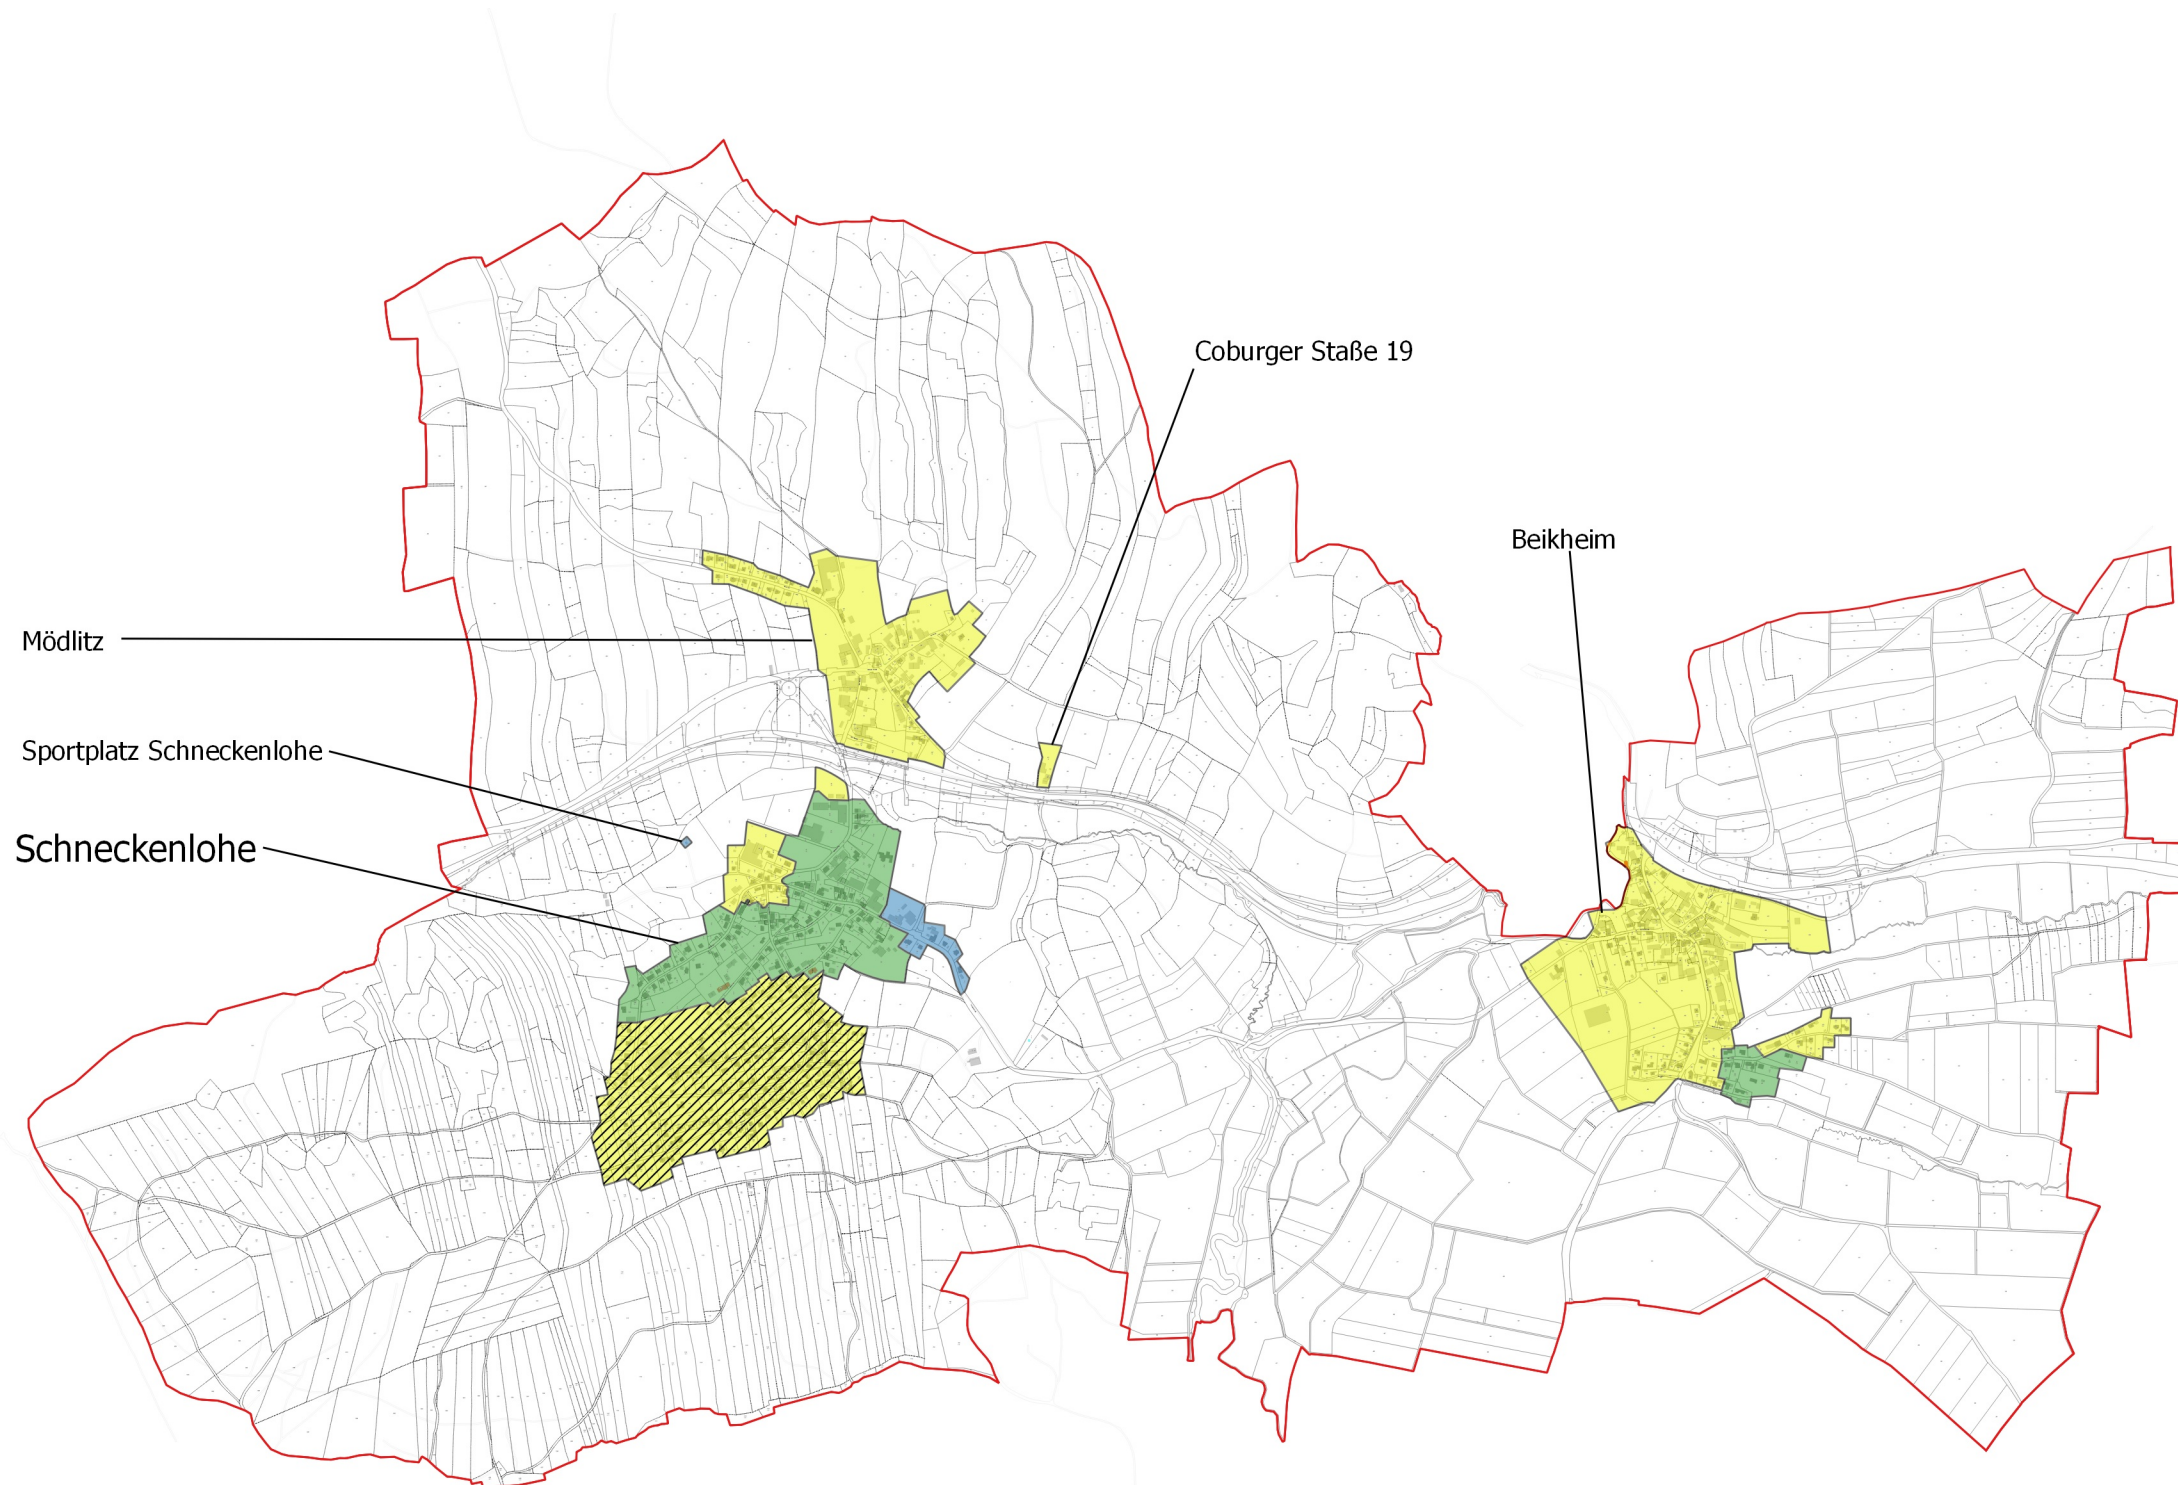 Coburger Staße 19
Beikheim
Mödlitz
Sportplatz Schneckenlohe
Schneckenlohe